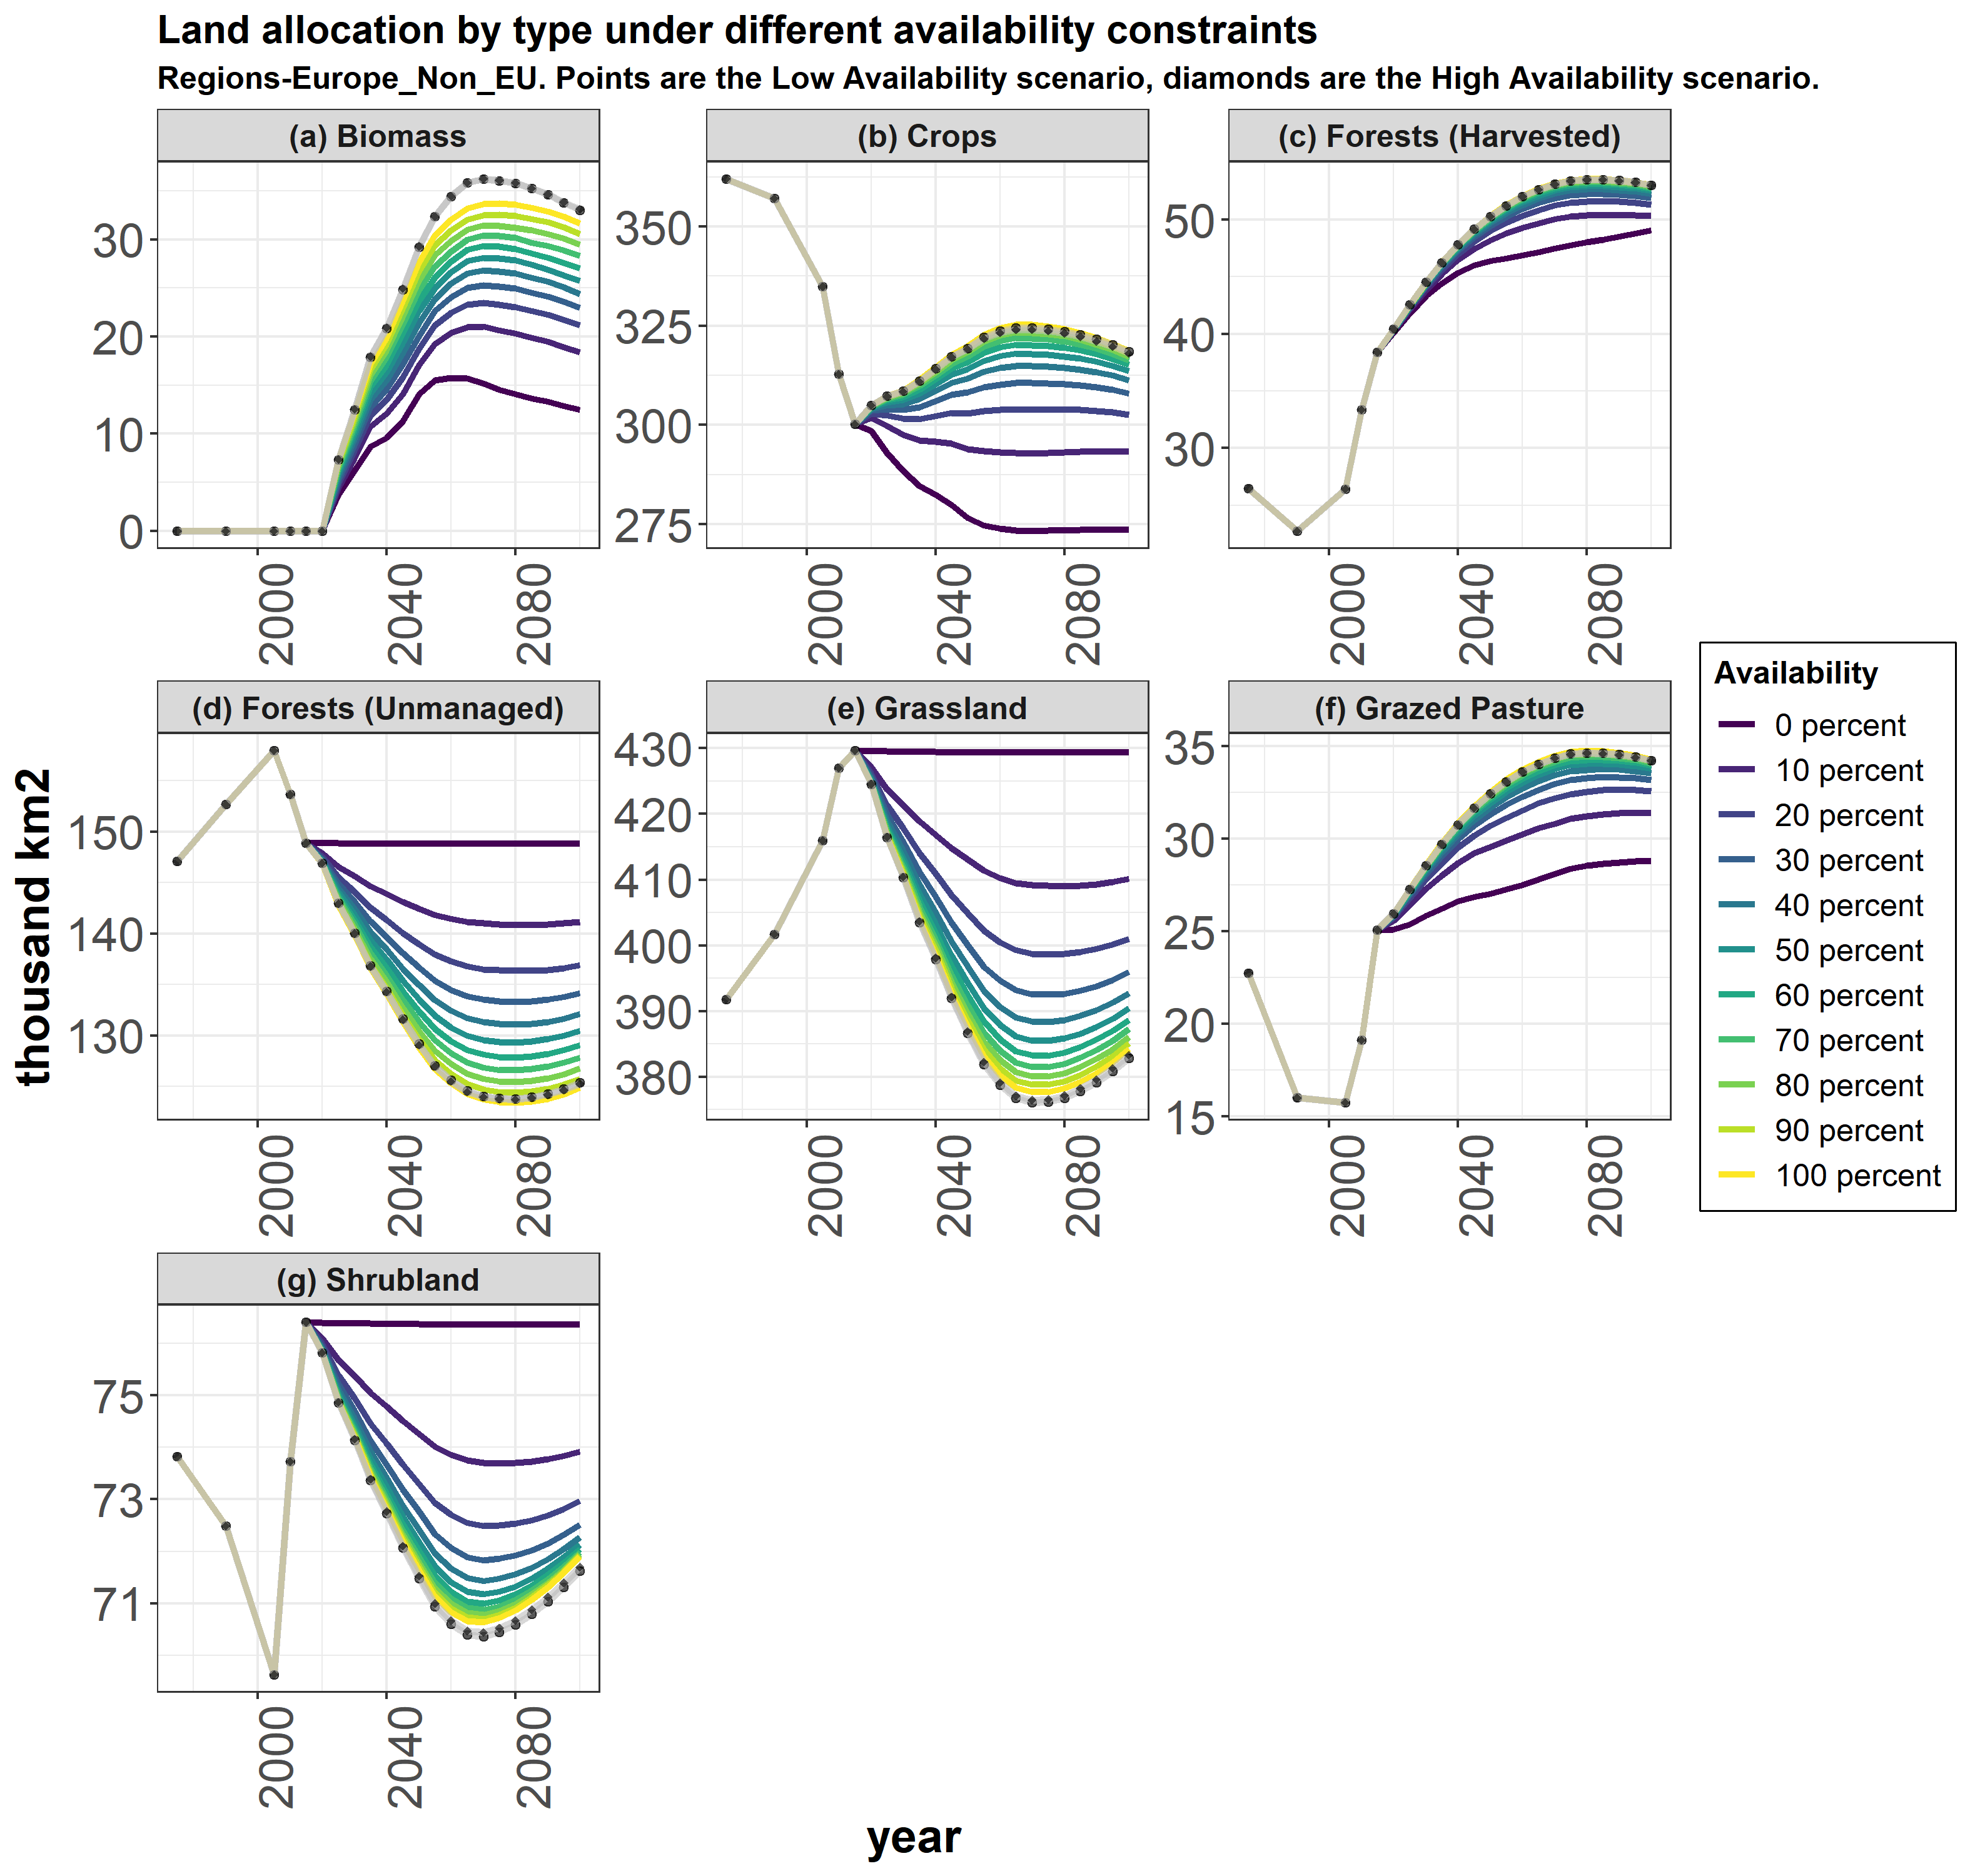 Land allocation by type under different availability constraints
Regions-Europe_Non_EU. Points are the Low Availability scenario, diamonds are the High Availability scenario.
(a) Biomass
30
20
10
0
2000
2040
2080
(b) Crops
350
325
300
275
2000
2040
2080
(c) Forests (Harvested)
50
40
30
2000
2040
2080
(d) Forests (Unmanaged)
150
140
130
2000
2040
2080
(e) Grassland
430
420
410
400
390
380
2000
2040
2080
(f) Grazed Pasture
35
30
25
20
15
2000
2040
2080
(g) Shrubland
75
73
71
2000
2040
2080
thousand km2
year
Availability
0 percent
10 percent
20 percent
30 percent
40 percent
50 percent
60 percent
70 percent
80 percent
90 percent
100 percent